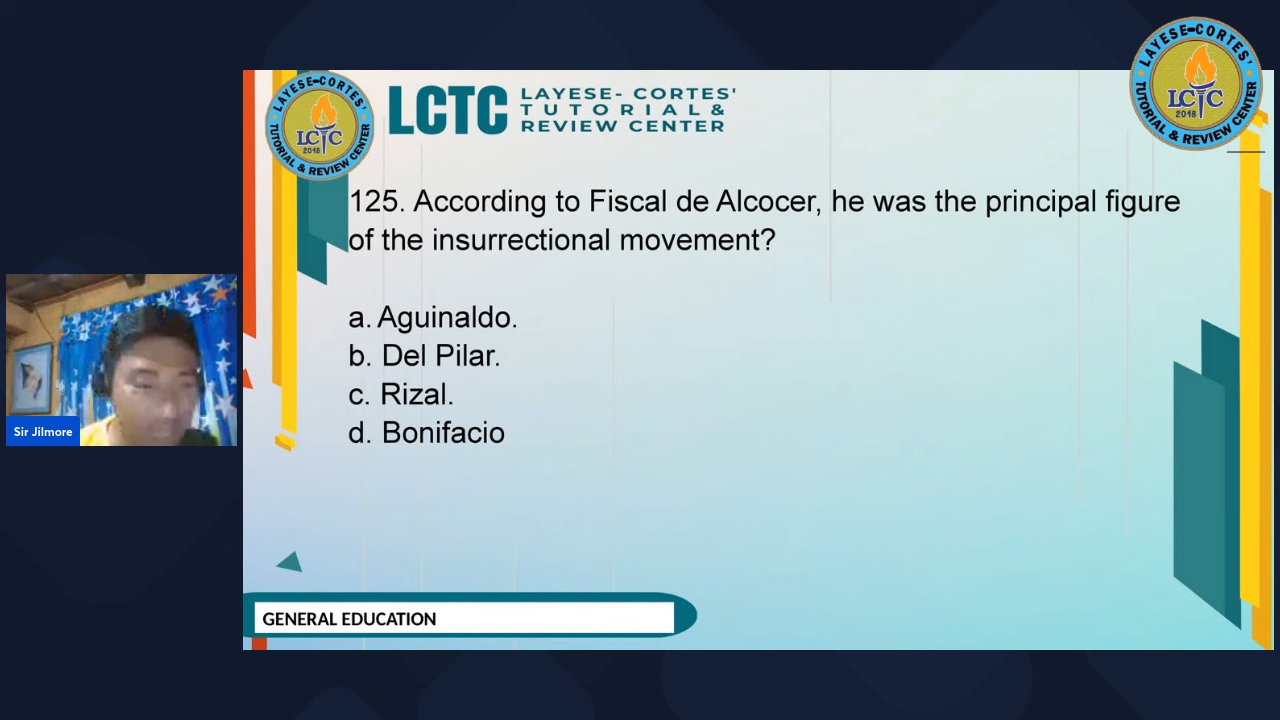 LAYESE-CORTES'
LCTC
2018
TUTORIAL & REVIEW CENTER
LCTC
LAYESE- CORTES'
TUTORIAL &
REVIEW CENTER
LAYESE-CORTES'
LCTC
2018
TUTORIAL & REVIEW CENTER
125. According to Fiscal de Alcocer, he was the principal figure
of the insurrectional movement?
a. Aguinaldo.
b. Del Pilar.
c. Rizal.
d. Bonifacio
Sir Jilmore
GENERAL EDUCATION